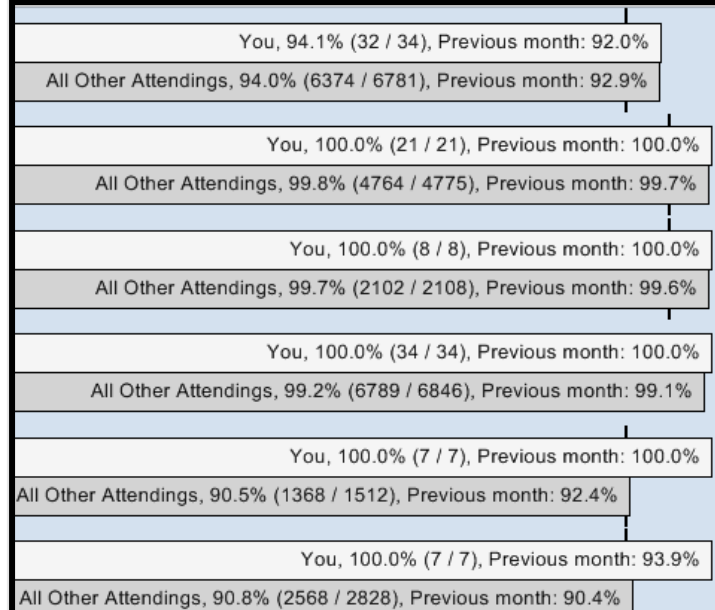 You, 94.1% (32 / 34), Previous month: 92.0%
All Other Attendings, 94.0% (6374 / 6781), Previous month: 92.9%
You, 100.0% (21 / 21), Previous month: 100.0%
All Other Attendings, 99.8% (4764 / 4775), Previous month: 99.7%
You, 100.0% (8 / 8), Previous month: 100.0%
All Other Attendings, 99.7% (2102 / 2108), Previous month: 99.6%
You, 100.0% (34 / 34), Previous month: 100.0%
All Other Attendings, 99.2% (6789 / 6846), Previous month: 99.1%
You, 100.0% (7 / 7), Previous month: 100.0%
All Other Attendings, 90.5% (1368 / 1512), Previous month: 92.4%
You, 100.0% (7 / 7), Previous month: 93.9%
All Other Attendings, 90.8% (2568 / 2828), Previous month: 90.4%